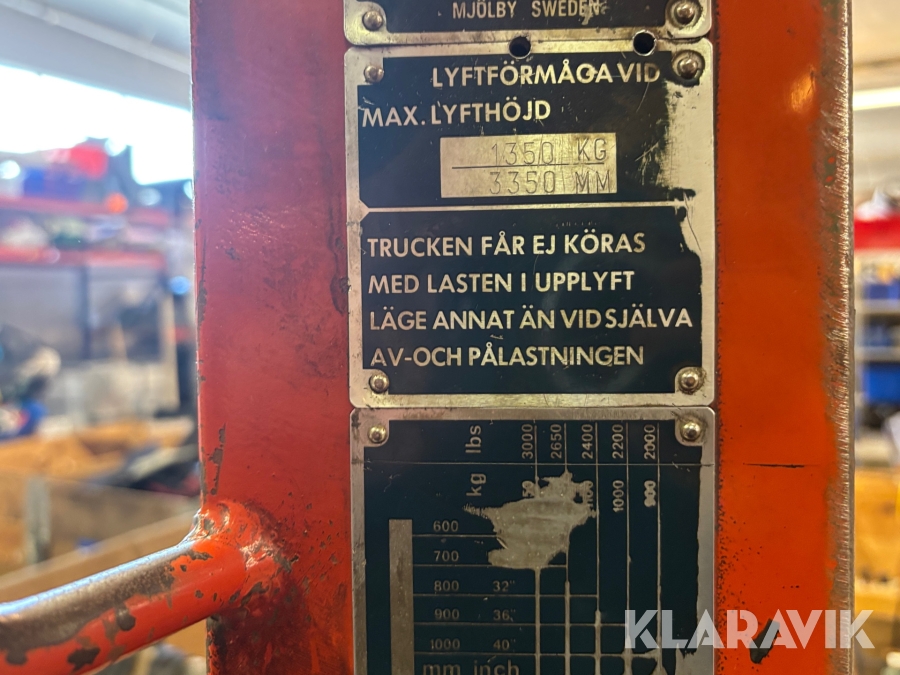 MJÖLBY SWEDEN
LYFTFÖRMÅGA VID
MAX. LYFTHÖJD
1350 KG
3350 MM
TRUCKEN FÅR EJ KÖRAS
MED LASTEN I UPPLYFT
LÄGE ANNAT ÄN VID SJÄLVA
AV-OCH PÅLASTNINGEN
lbs 3000 2650 2400 2200 2000
kg 1000 900
600
700
800 32"
900 36"
1000 40"
mm inch
KLARAVIK